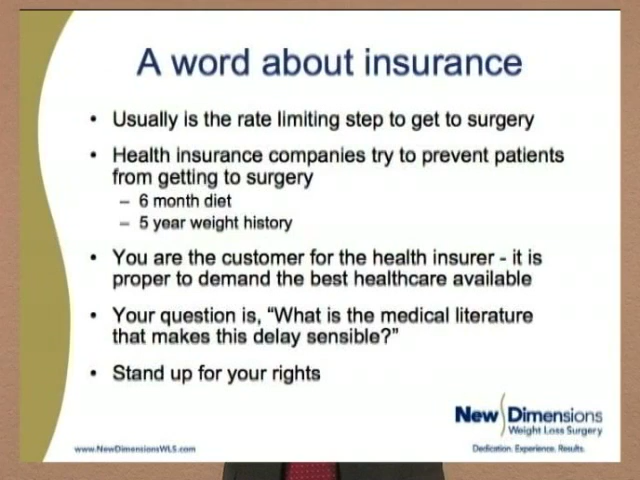 A word about insurance
• Usually is the rate limiting step to get to surgery
• Health insurance companies try to prevent patients
from getting to surgery
– 6 month diet
– 5 year weight history
• You are the customer for the health insurer - it is
proper to demand the best healthcare available
• Your question is, “What is the medical literature
that makes this delay sensible?”
• Stand up for your rights
New Dimensions
Weight Loss Surgery
www.NewDimensionsWLS.com
Dedication. Experience. Results.